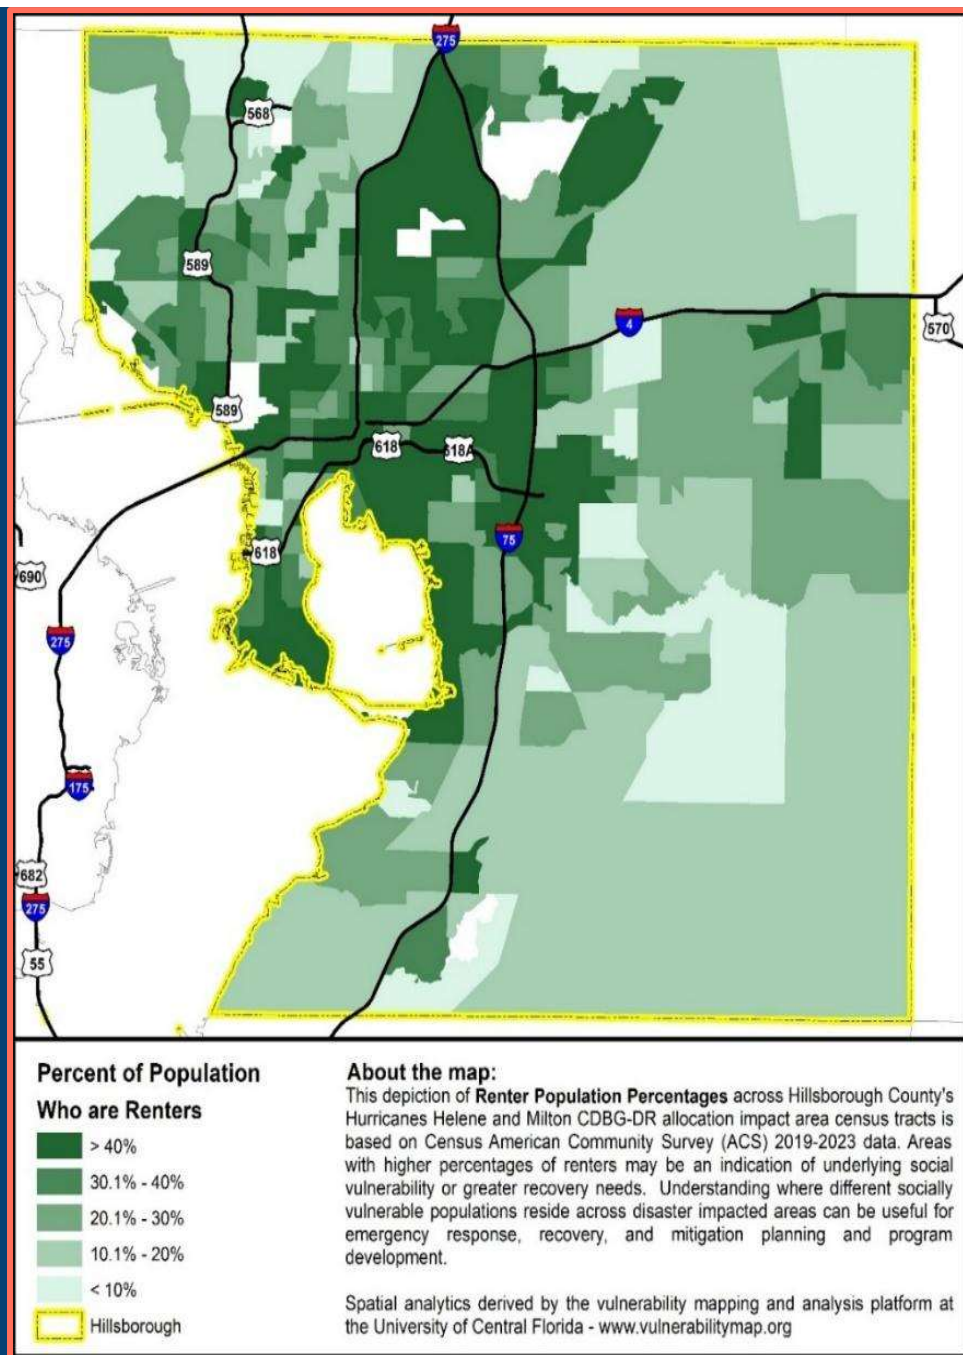 275
568
589
4
570
589
618
618A
618
75
690
275
175
682
275
55
Percent of Population
Who are Renters
> 40%
30.1% - 40%
20.1% - 30%
10.1% - 20%
< 10%
Hillsborough
About the map:
This depiction of Renter Population Percentages across Hillsborough County's
Hurricanes Helene and Milton CDBG-DR allocation impact area census tracts is
based on Census American Community Survey (ACS) 2019-2023 data. Areas
with higher percentages of renters may be an indication of underlying social
vulnerability or greater recovery needs. Understanding where different socially
vulnerable populations reside across disaster impacted areas can be useful for
emergency response, recovery, and mitigation planning and program
development.
Spatial analytics derived by the vulnerability mapping and analysis platform at
the University of Central Florida - www.vulnerabilitymap.org